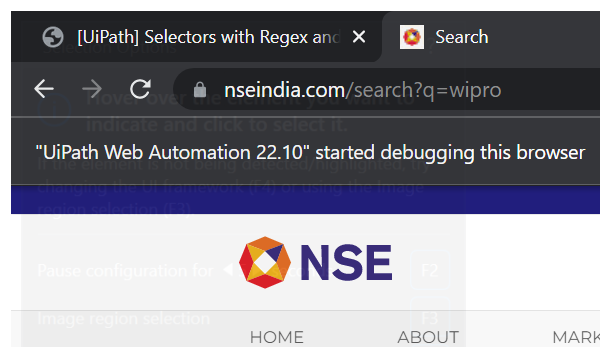 [UiPath] Selectors with Regex and
Search
nseindia.com/search?q=wipro
Hover over the element you want to
indicate and click to select it.
"UiPath Web Automation 22.10" started debugging this browser
If the element is not being detected/highlighted, try
changing the UI framework (F4) or using the Image
region selection (F3).
NSE
Pause configuration for
F2
Image region selection
F3
HOME
ABOUT
MARK